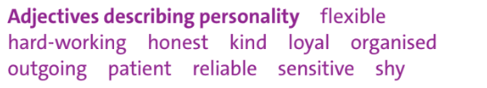 Adjectives describing personality flexible
hard-working honest kind loyal organised
outgoing patient reliable sensitive shy